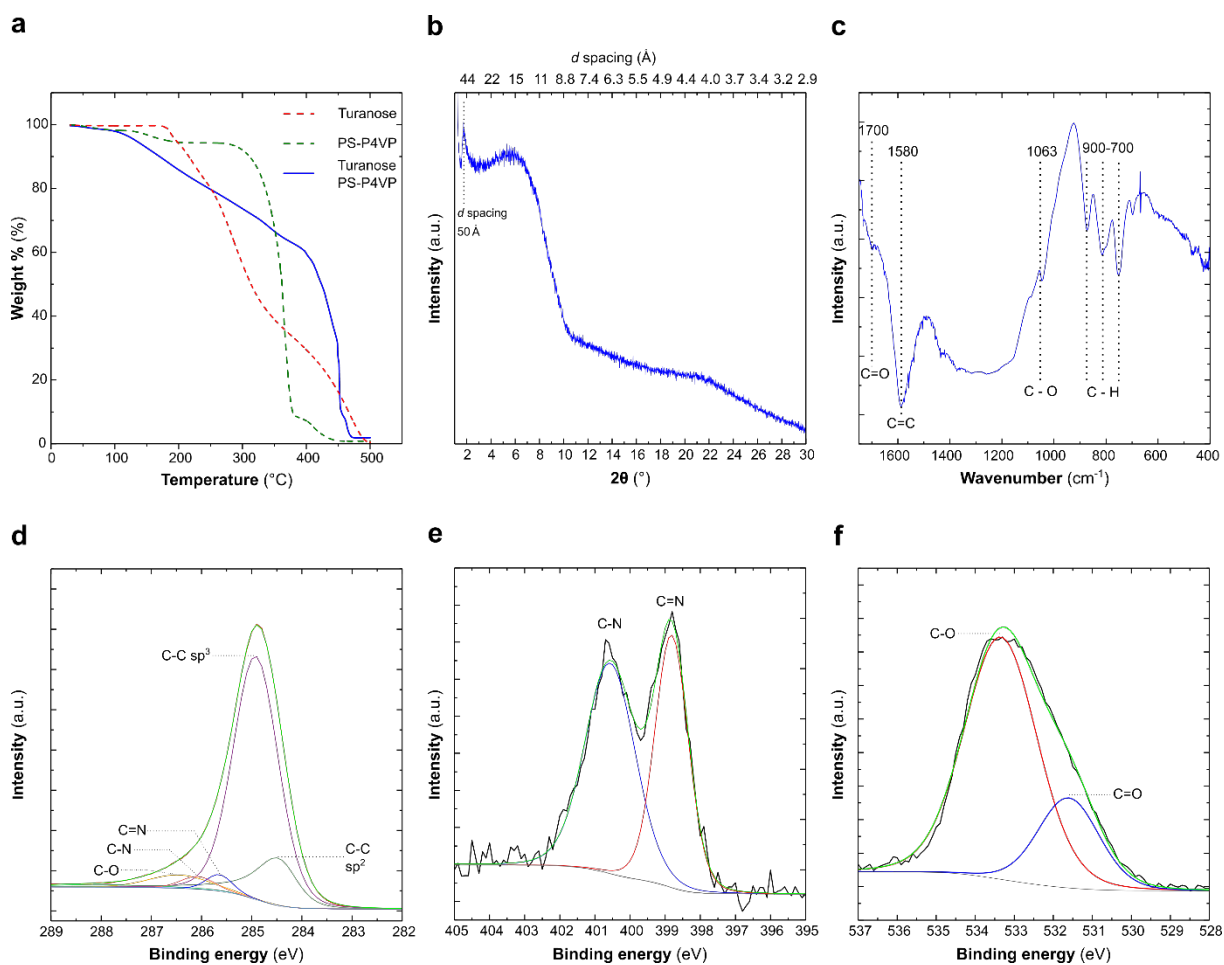 a
100
80
60
40
20
0
Weight % (%)
0 100 200 300 400 500
Temperature (°C)
Turanose
PS-P4VP
Turanose
PS-P4VP
b
d spacing (Å)
44 22 15 11 8.8 7.4 6.3 5.5 4.9 4.4 4.0 3.7 3.4 3.2 2.9
d spacing
50 Å
Intensity (a.u.)
2 4 6 8 10 12 14 16 18 20 22 24 26 28 30
2θ (°)
c
1700
1580
1063
900-700
C=O
C=C
C - O
C - H
Intensity (a.u.)
1600 1400 1200 1000 800 600 400
Wavenumber (cm⁻¹)
d
C-C sp³
C=N
C-N
C-O
C-C
sp²
Intensity (a.u.)
289 288 287 286 285 284 283 282
Binding energy (eV)
e
C-N
C=N
Intensity (a.u.)
405 404 403 402 401 400 399 398 397 396 395
Binding energy (eV)
f
C-O
C=O
Intensity (a.u.)
537 536 535 534 533 532 531 530 529 528
Binding energy (eV)